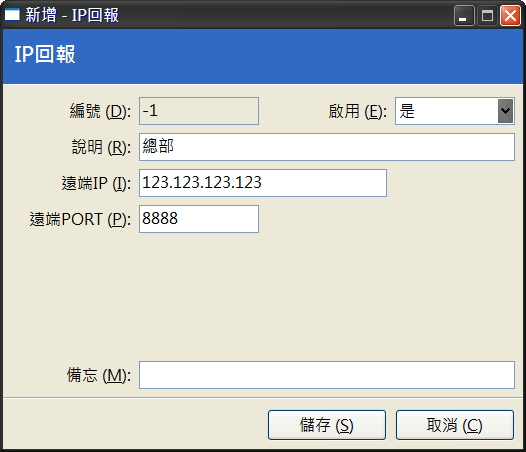 新增 - IP回報
IP回報
編號 (D): -1 啟用 (E): 是
說明 (R): 總部
遠端IP (I): 123.123.123.123
遠端PORT (P): 8888
備忘 (M):
儲存 (S) 取消 (C)